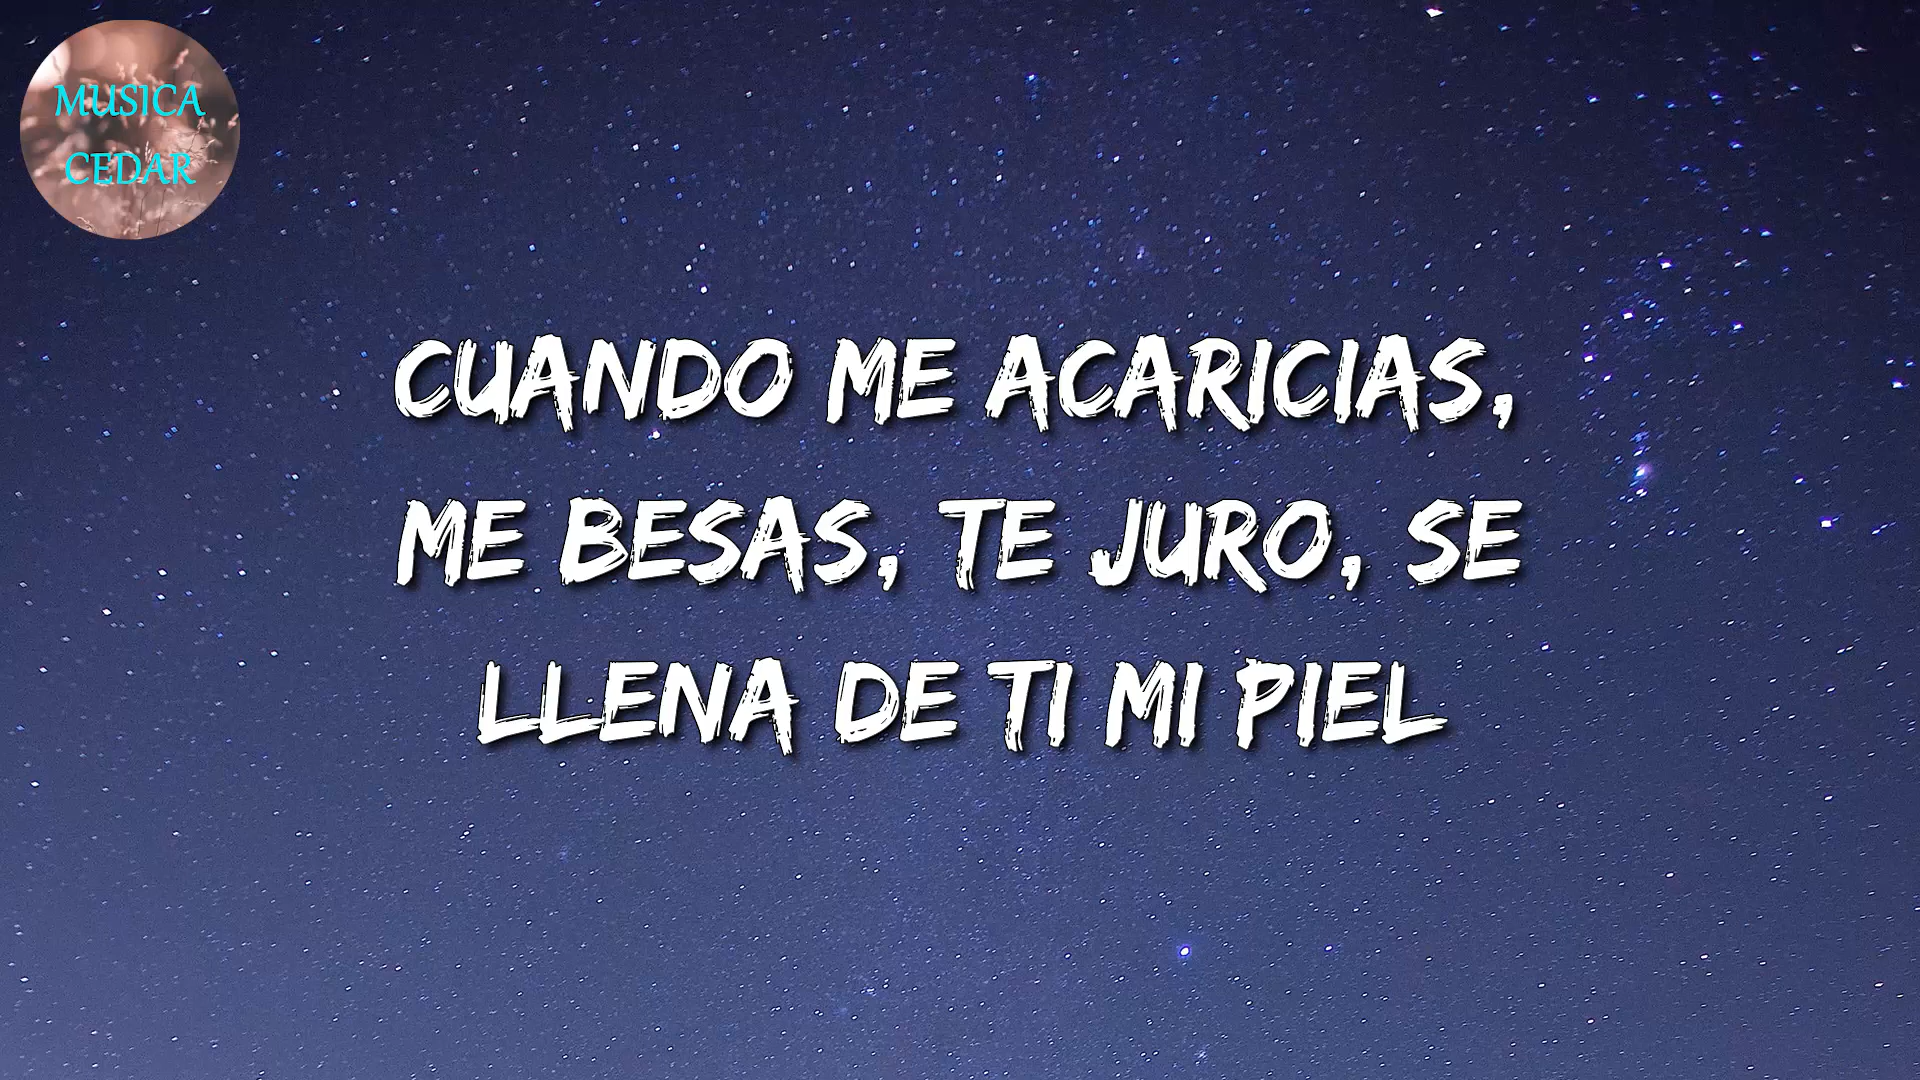 MUSICA
CEDAR
CUANDO ME ACARICIAS,
ME BESAS, TE JURO, SE
LLENA DE TI MI PIEL